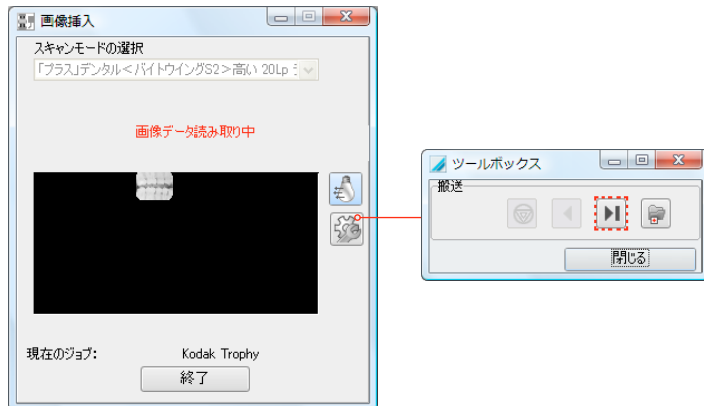 画像挿入
スキャンモードの選択
「プラス」デンタル<バイトウイングS2>高い 20Lp
画像データ読み取り中
現在のジョブ: Kodak Trophy
終了
ツールボックス
搬送
閉じる